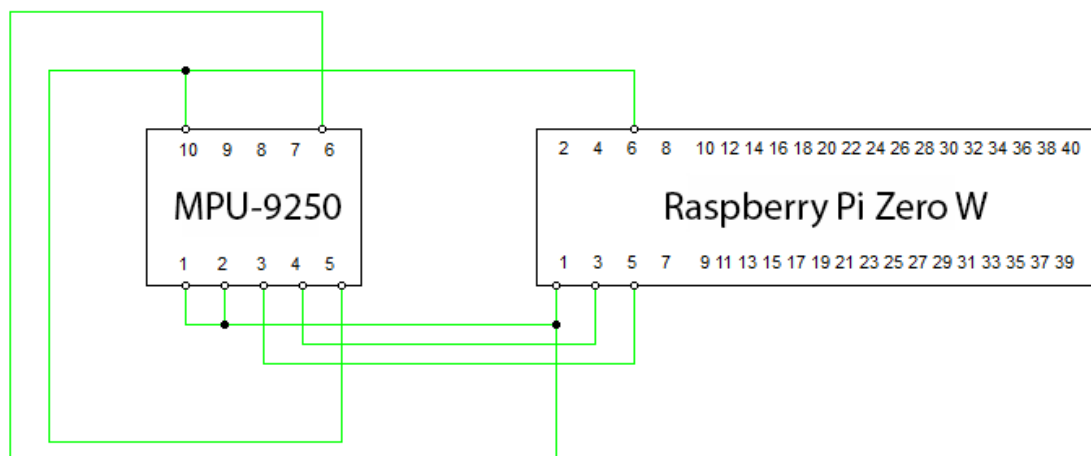 10 9 8 7 6
MPU-9250
1 2 3 4 5
2 4 6 8 10 12 14 16 18 20 22 24 26 28 30 32 34 36 38 40
Raspberry Pi Zero W
1 3 5 7 9 11 13 15 17 19 21 23 25 27 29 31 33 35 37 39